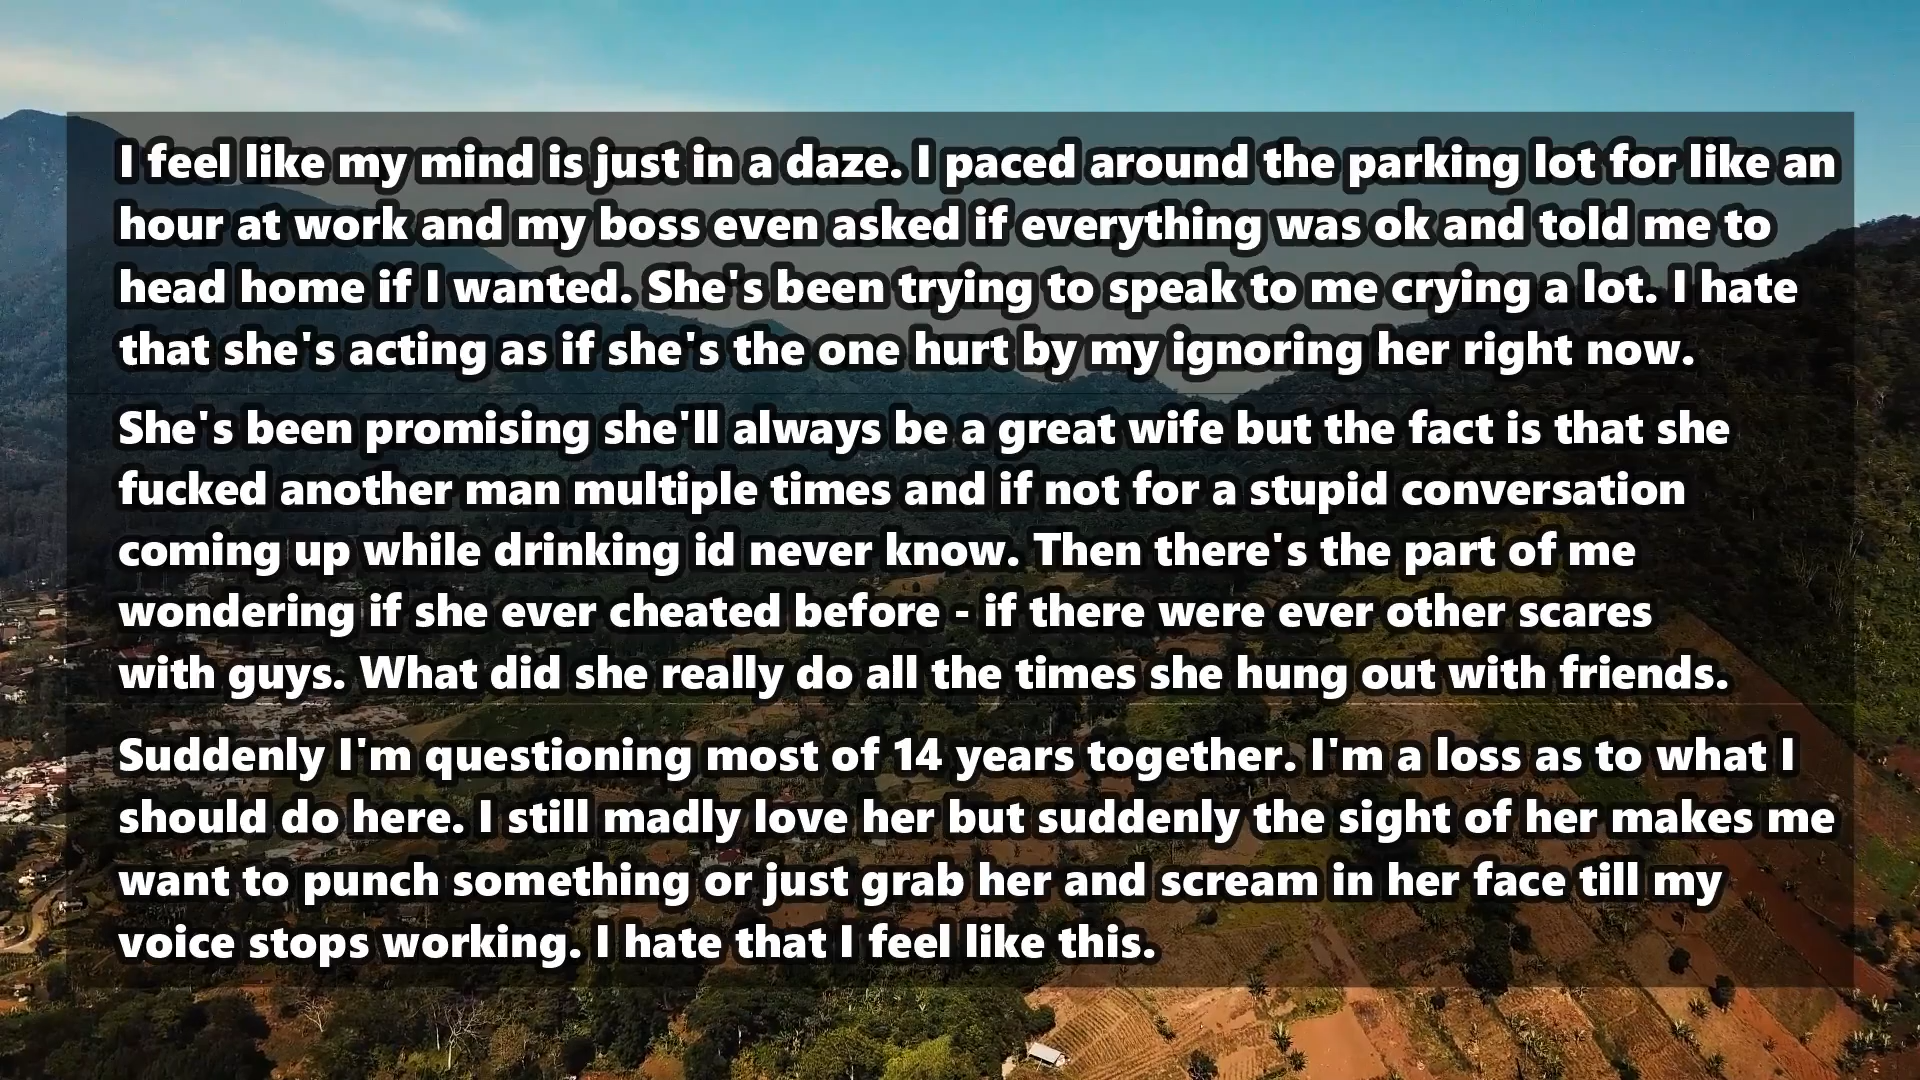 I feel like my mind is just in a daze. I paced around the parking lot for like an
hour at work and my boss even asked if everything was ok and told me to
head home if I wanted. She's been trying to speak to me crying a lot. I hate
that she's acting as if she's the one hurt by my ignoring her right now.
She's been promising she'll always be a great wife but the fact is that she
fucked another man multiple times and if not for a stupid conversation
coming up while drinking id never know. Then there's the part of me
wondering if she ever cheated before - if there were ever other scares
with guys. What did she really do all the times she hung out with friends.
Suddenly I'm questioning most of 14 years together. I'm a loss as to what I
should do here. I still madly love her but suddenly the sight of her makes me
want to punch something or just grab her and scream in her face till my
voice stops working. I hate that I feel like this.